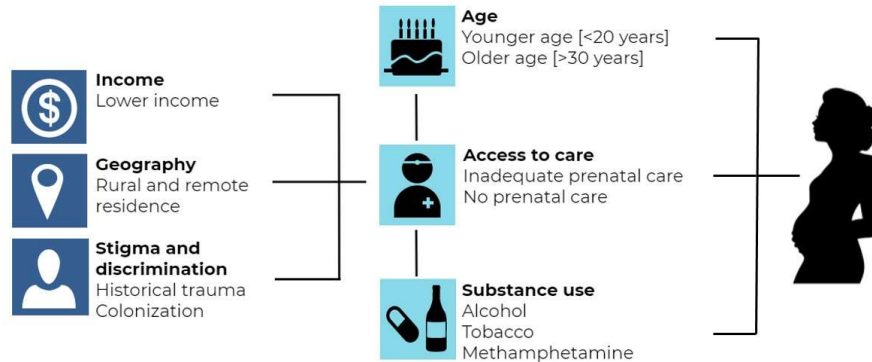 Income
Lower income
Geography
Rural and remote
residence
Stigma and
discrimination
Historical trauma
Colonization
Age
Younger age [<20 years]
Older age [>30 years]
Access to care
Inadequate prenatal care
No prenatal care
Substance use
Alcohol
Tobacco
Methamphetamine